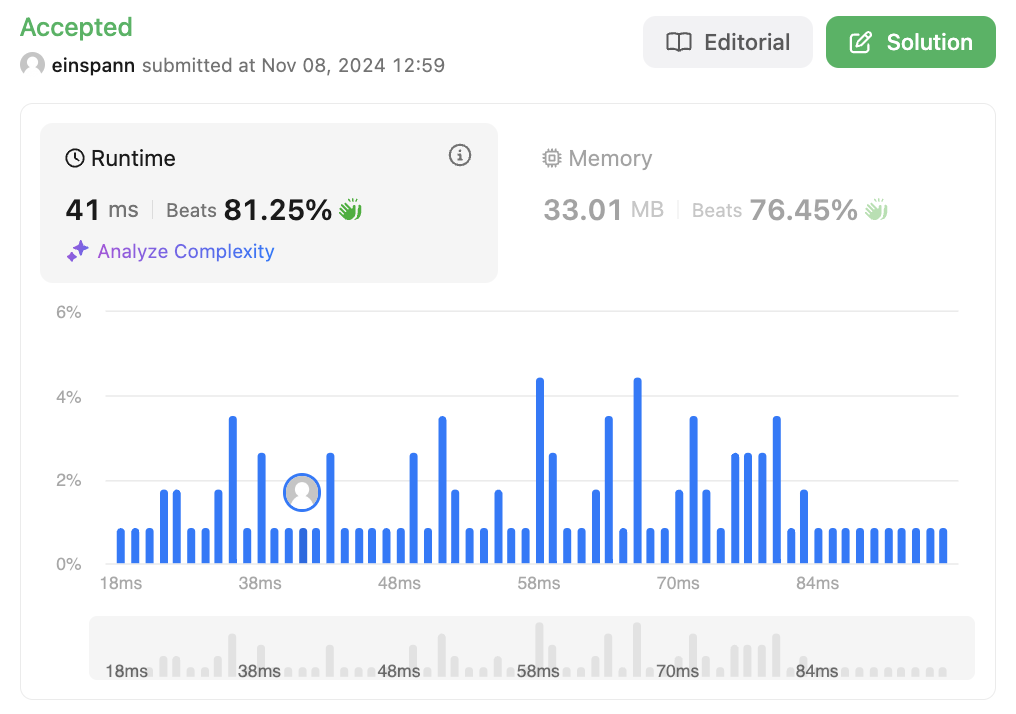 Accepted
einspann submitted at Nov 08, 2024 12:59
Editorial
Solution
Runtime
41 ms Beats 81.25%
Analyze Complexity
Memory
33.01 MB Beats 76.45%
6%
4%
2%
0%
18ms 38ms 48ms 58ms 70ms 84ms
18ms 38ms 48ms 58ms 70ms 84ms